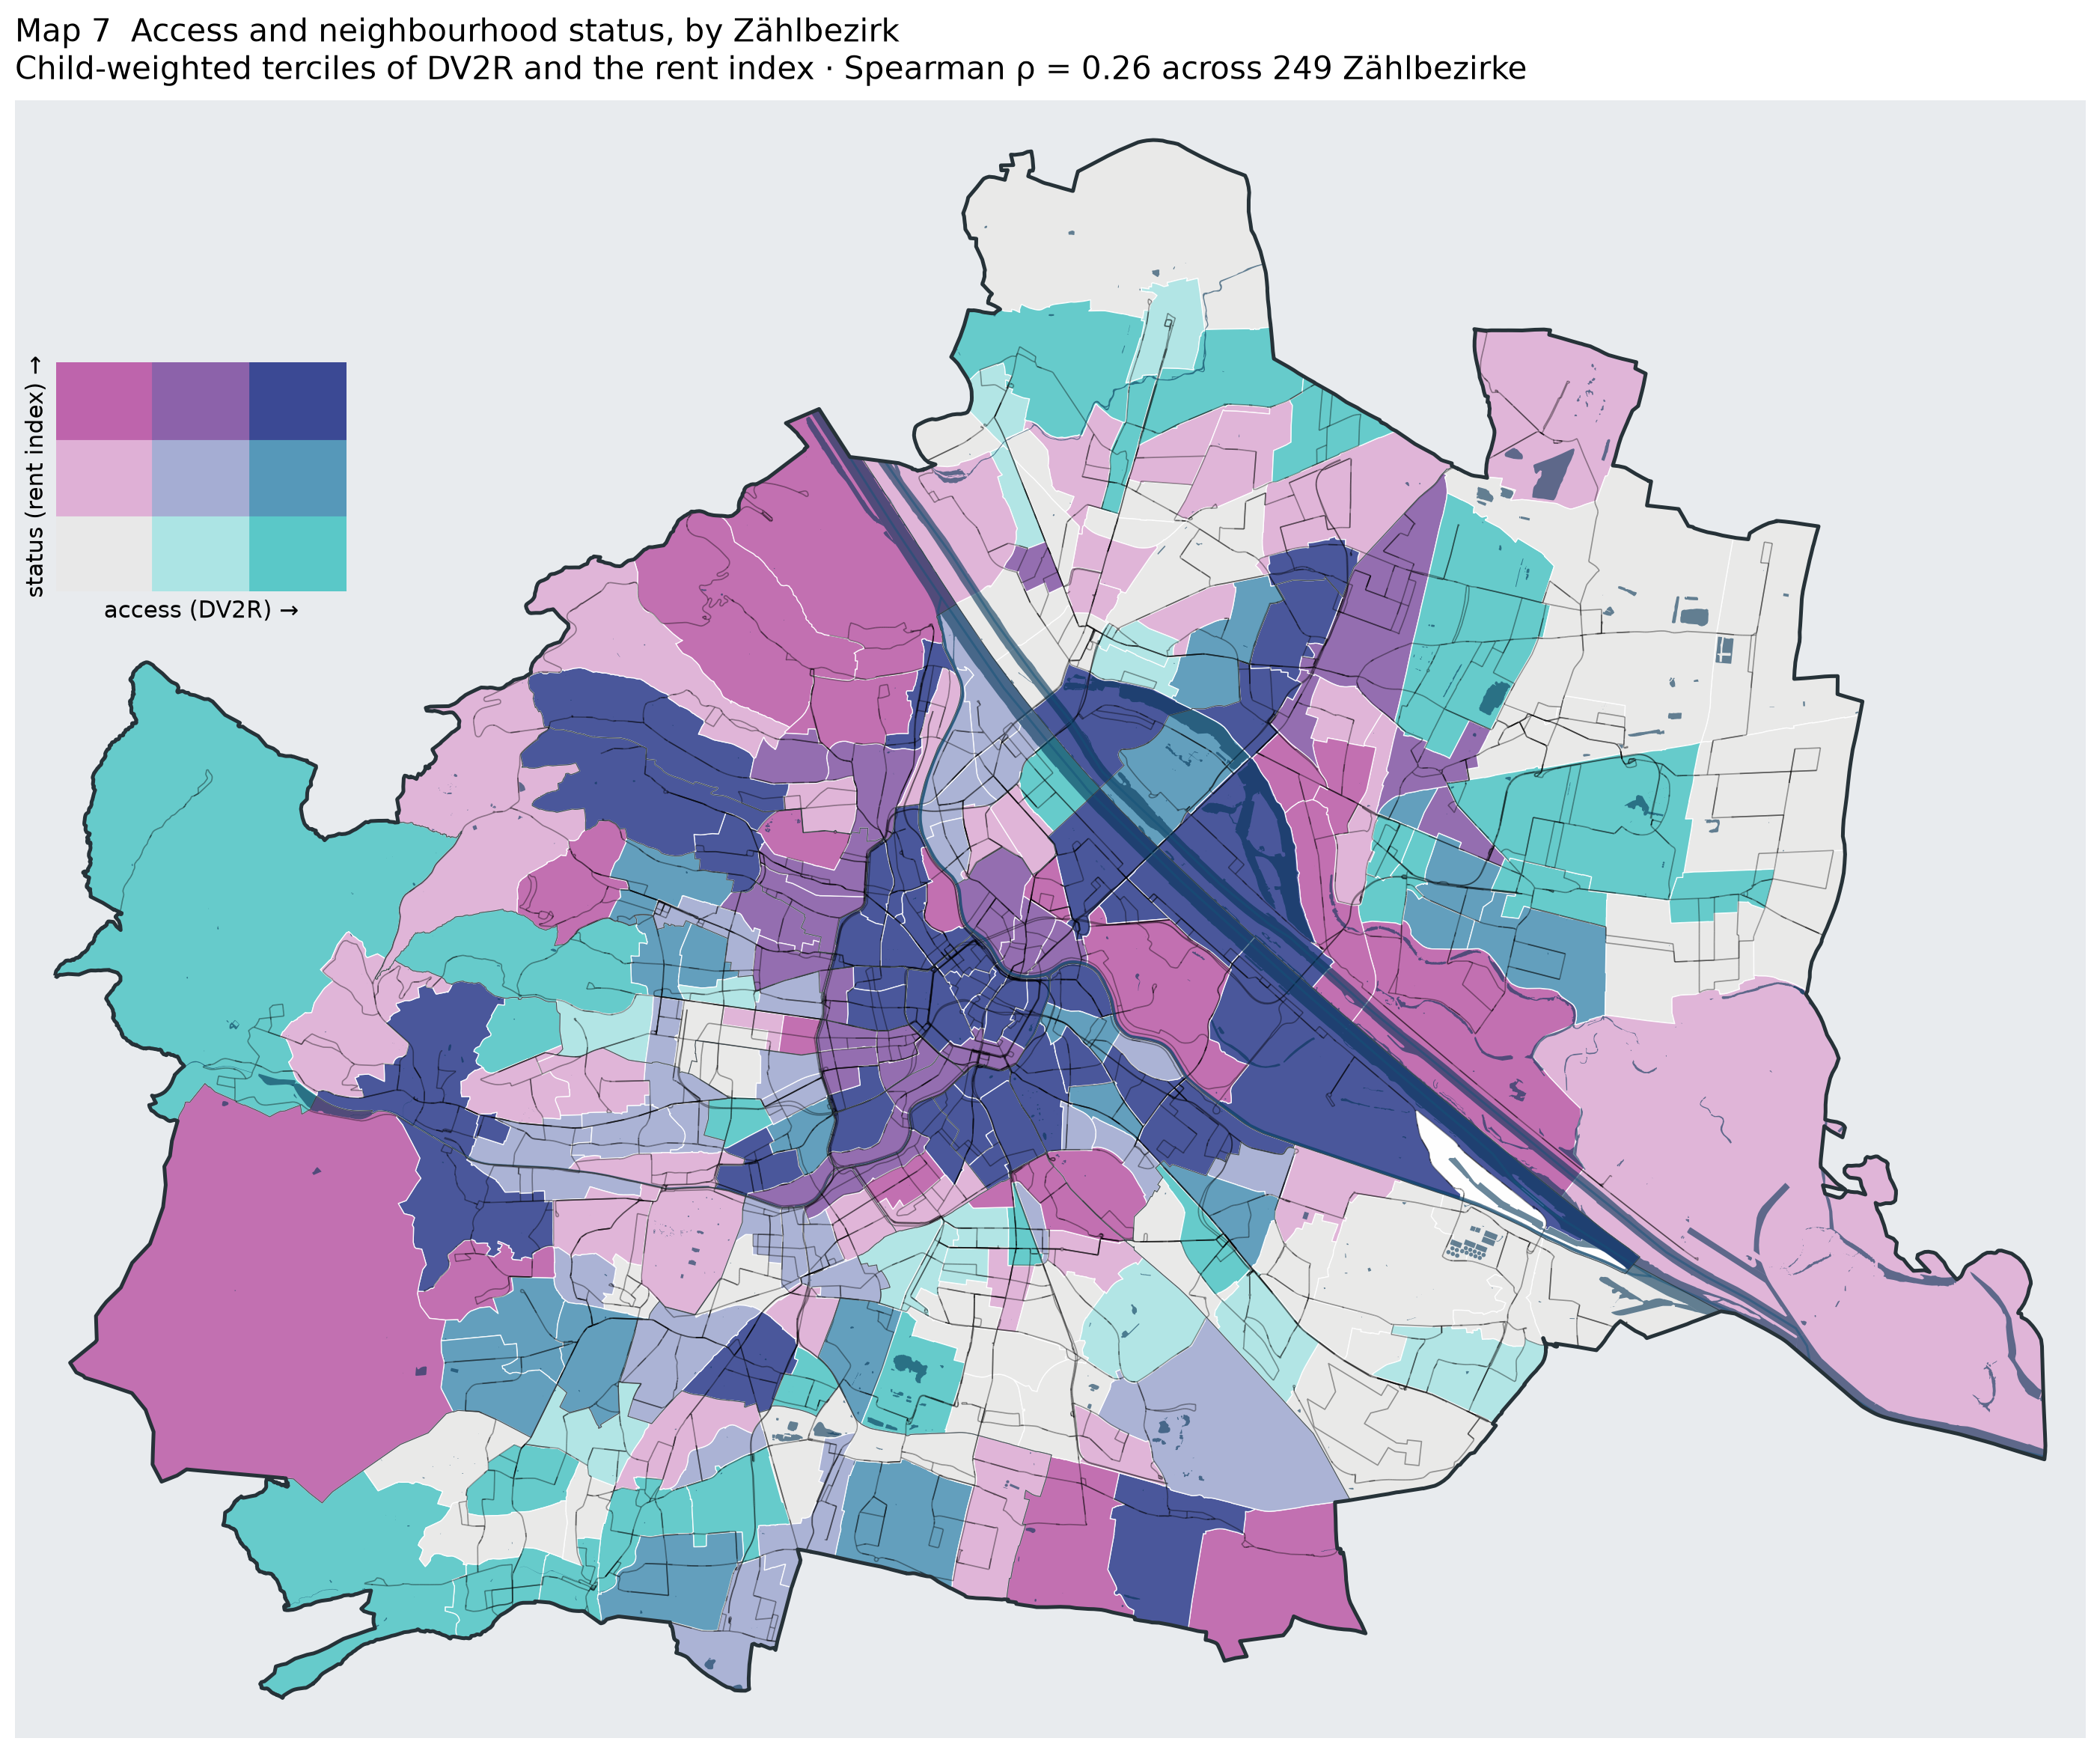 Map 7  Access and neighbourhood status, by Zählbezirk
Child-weighted terciles of DV2R and the rent index · Spearman ρ = 0.26 across 249 Zählbezirke
status (rent index) →
access (DV2R) →